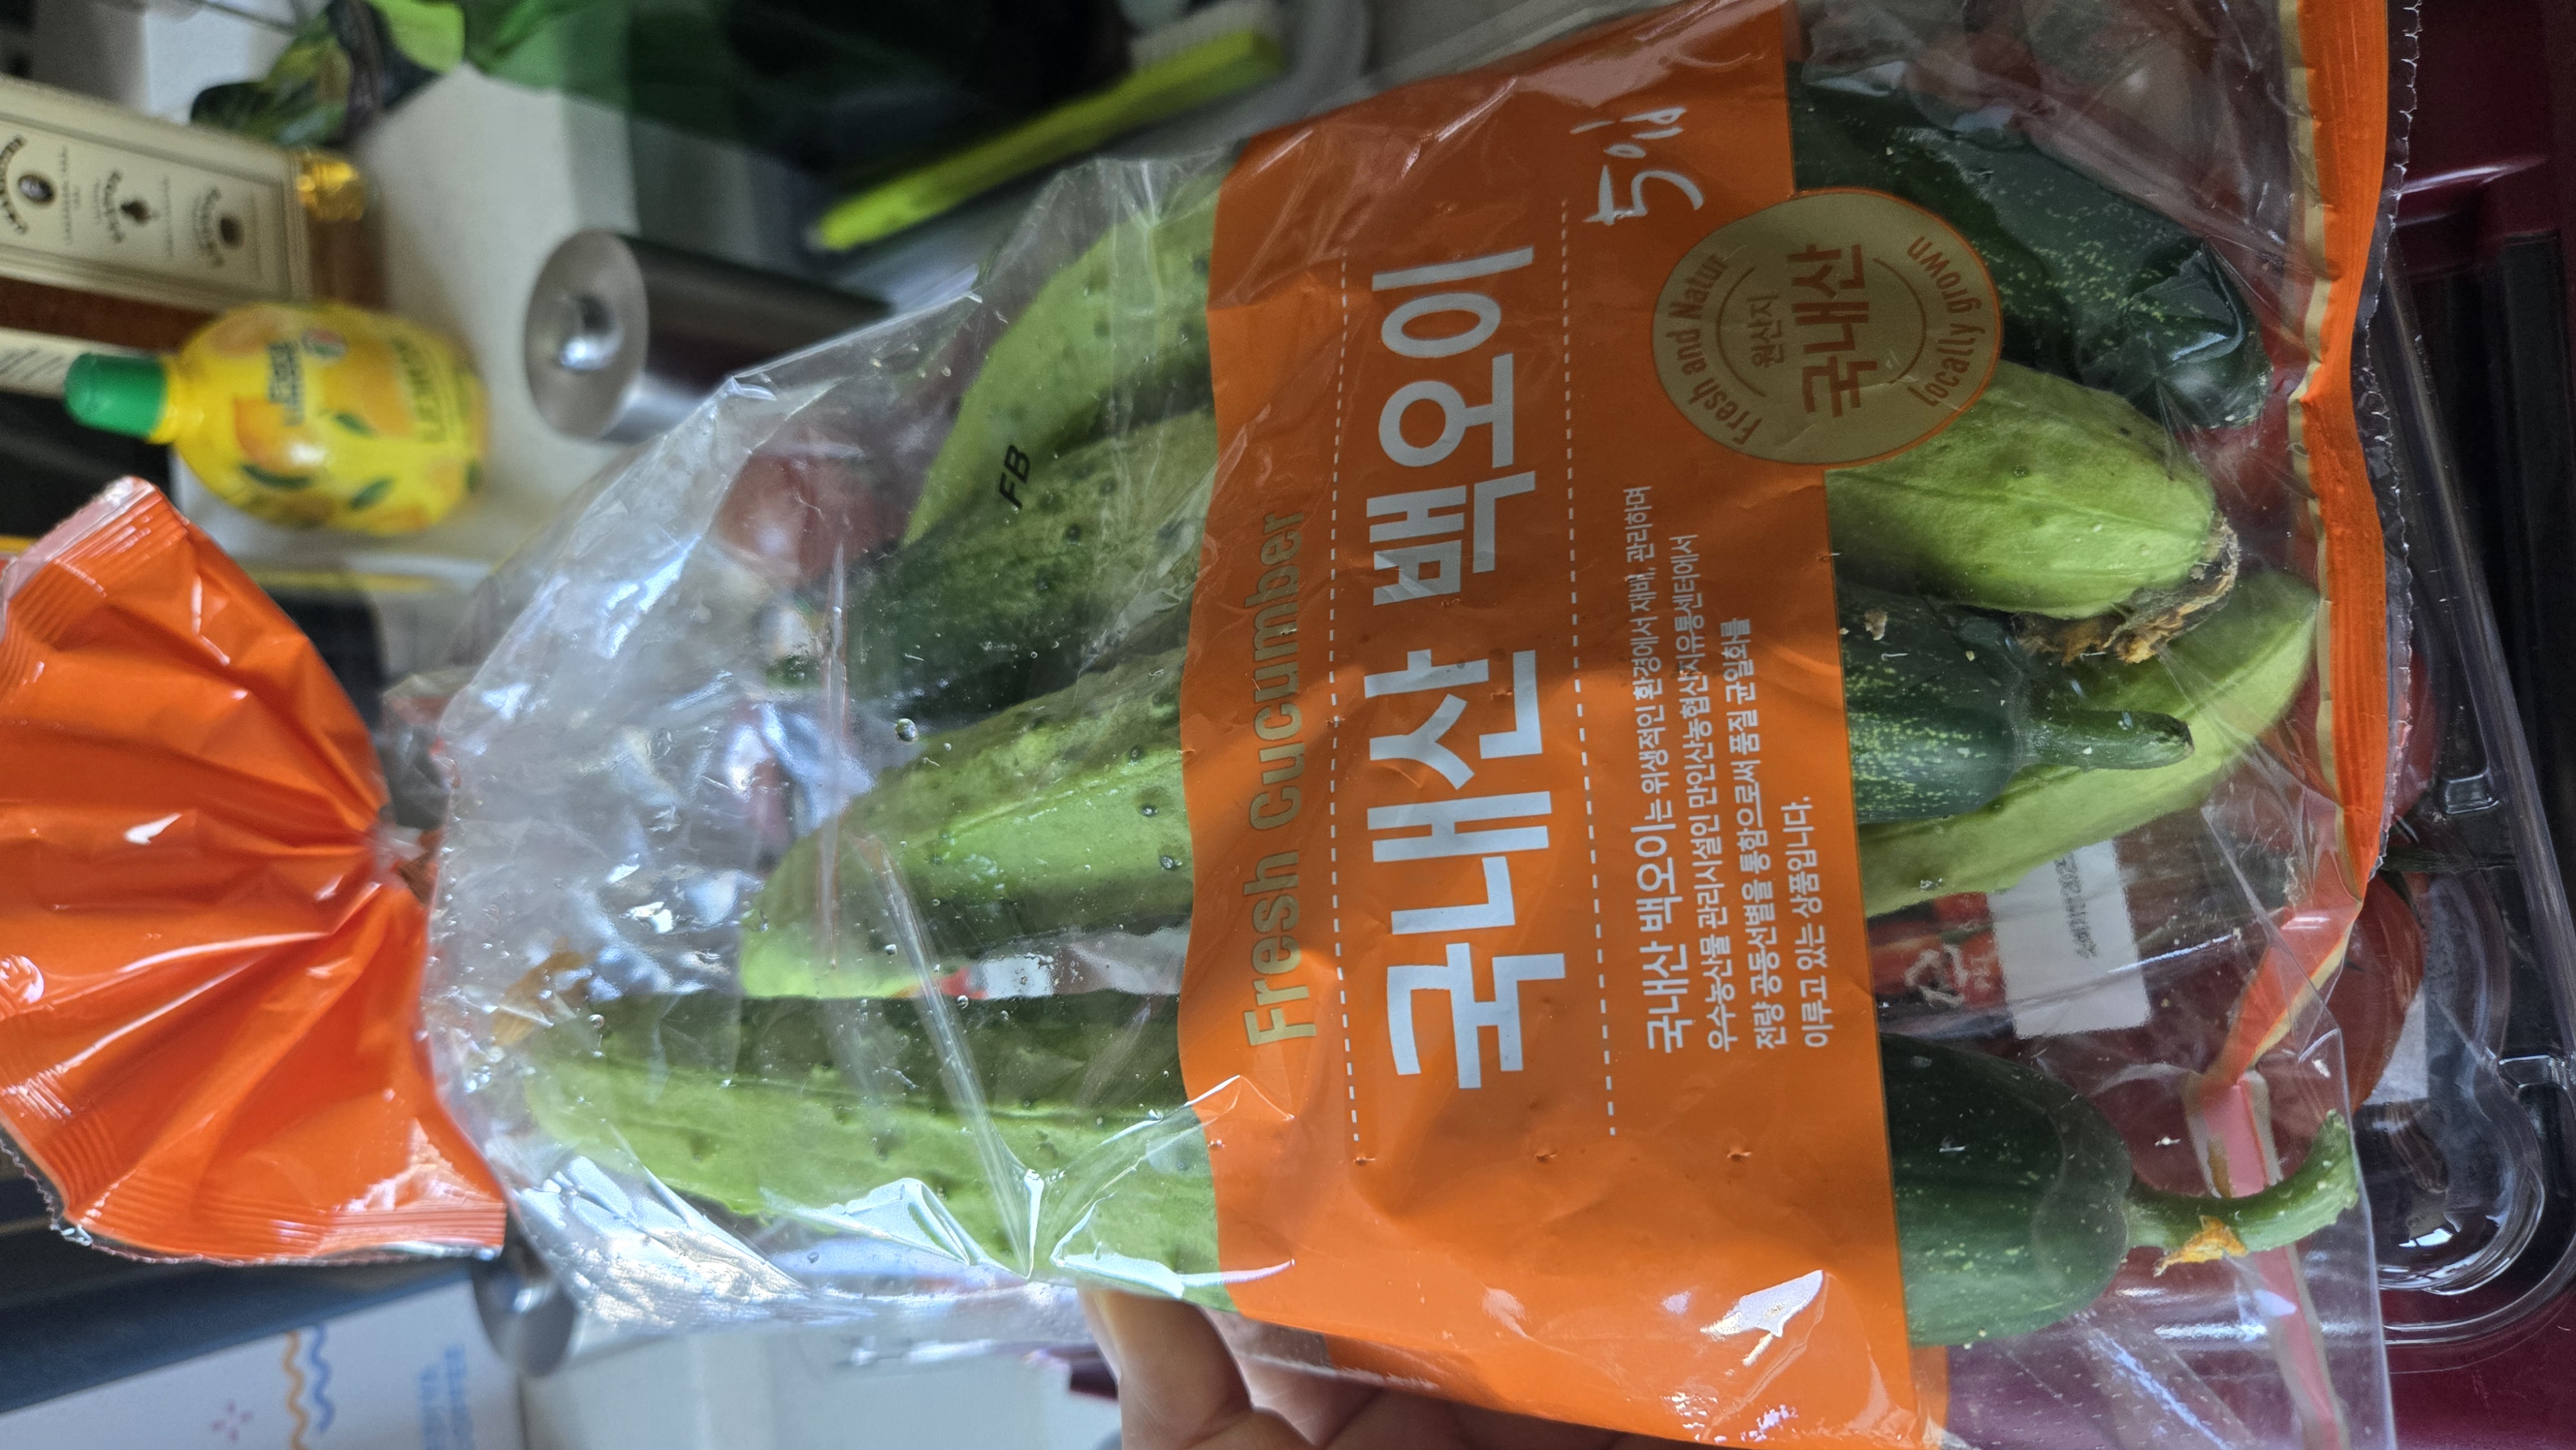 Fresh Cucumber
국내산 백오이
5입
국내산 백오이는 위생적인 환경에서 재배, 관리하며
우수농산물 관리시설인 만인산농협산지유통센터에서
전량 공동선별을 통함으로써 품질 균일화를
이루고 있는 상품입니다.
Fresh and Natur
원산지
국내산
locally grown
FB